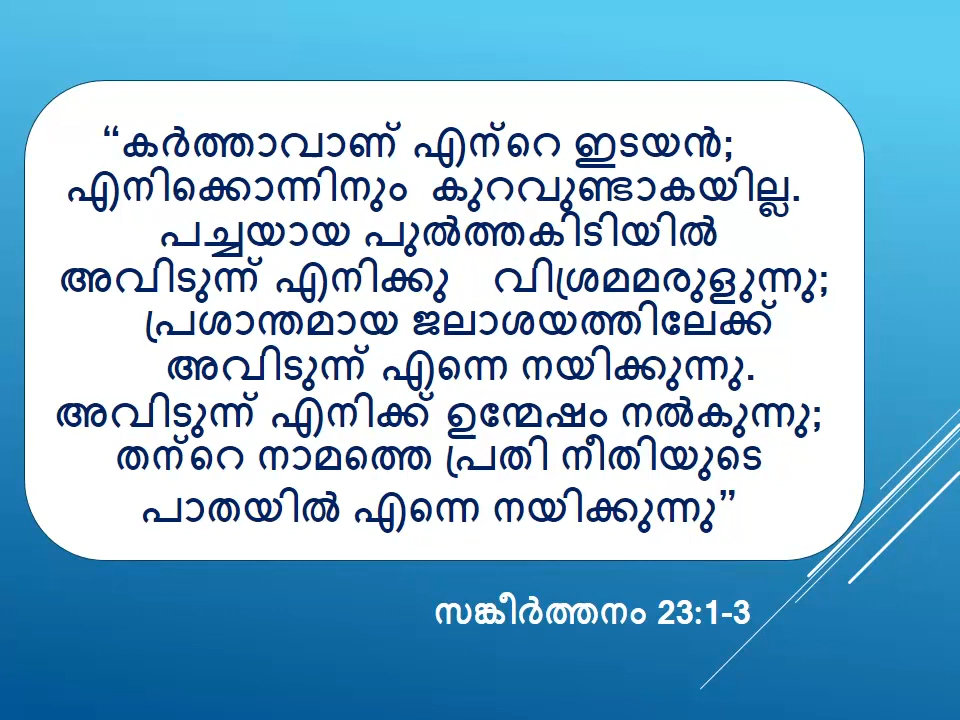 “കർത്താവാണ് എന്റെ ഇടയൻ;
എനിക്കൊന്നിനും കുറവുണ്ടാകയില്ല.
പച്ചയായ പുൽത്തകിടിയിൽ
അവിടുന്ന് എനിക്കു വിശ്രമമരുളുന്നു;
പ്രശാന്തമായ ജലാശയത്തിലേക്ക്
അവിടുന്ന് എന്നെ നയിക്കുന്നു.
അവിടുന്ന് എനിക്ക് ഉന്മേഷം നൽകുന്നു;
തന്റെ നാമത്തെ പ്രതി നീതിയുടെ
പാതയിൽ എന്നെ നയിക്കുന്നു”
സങ്കീർത്തനം 23:1-3